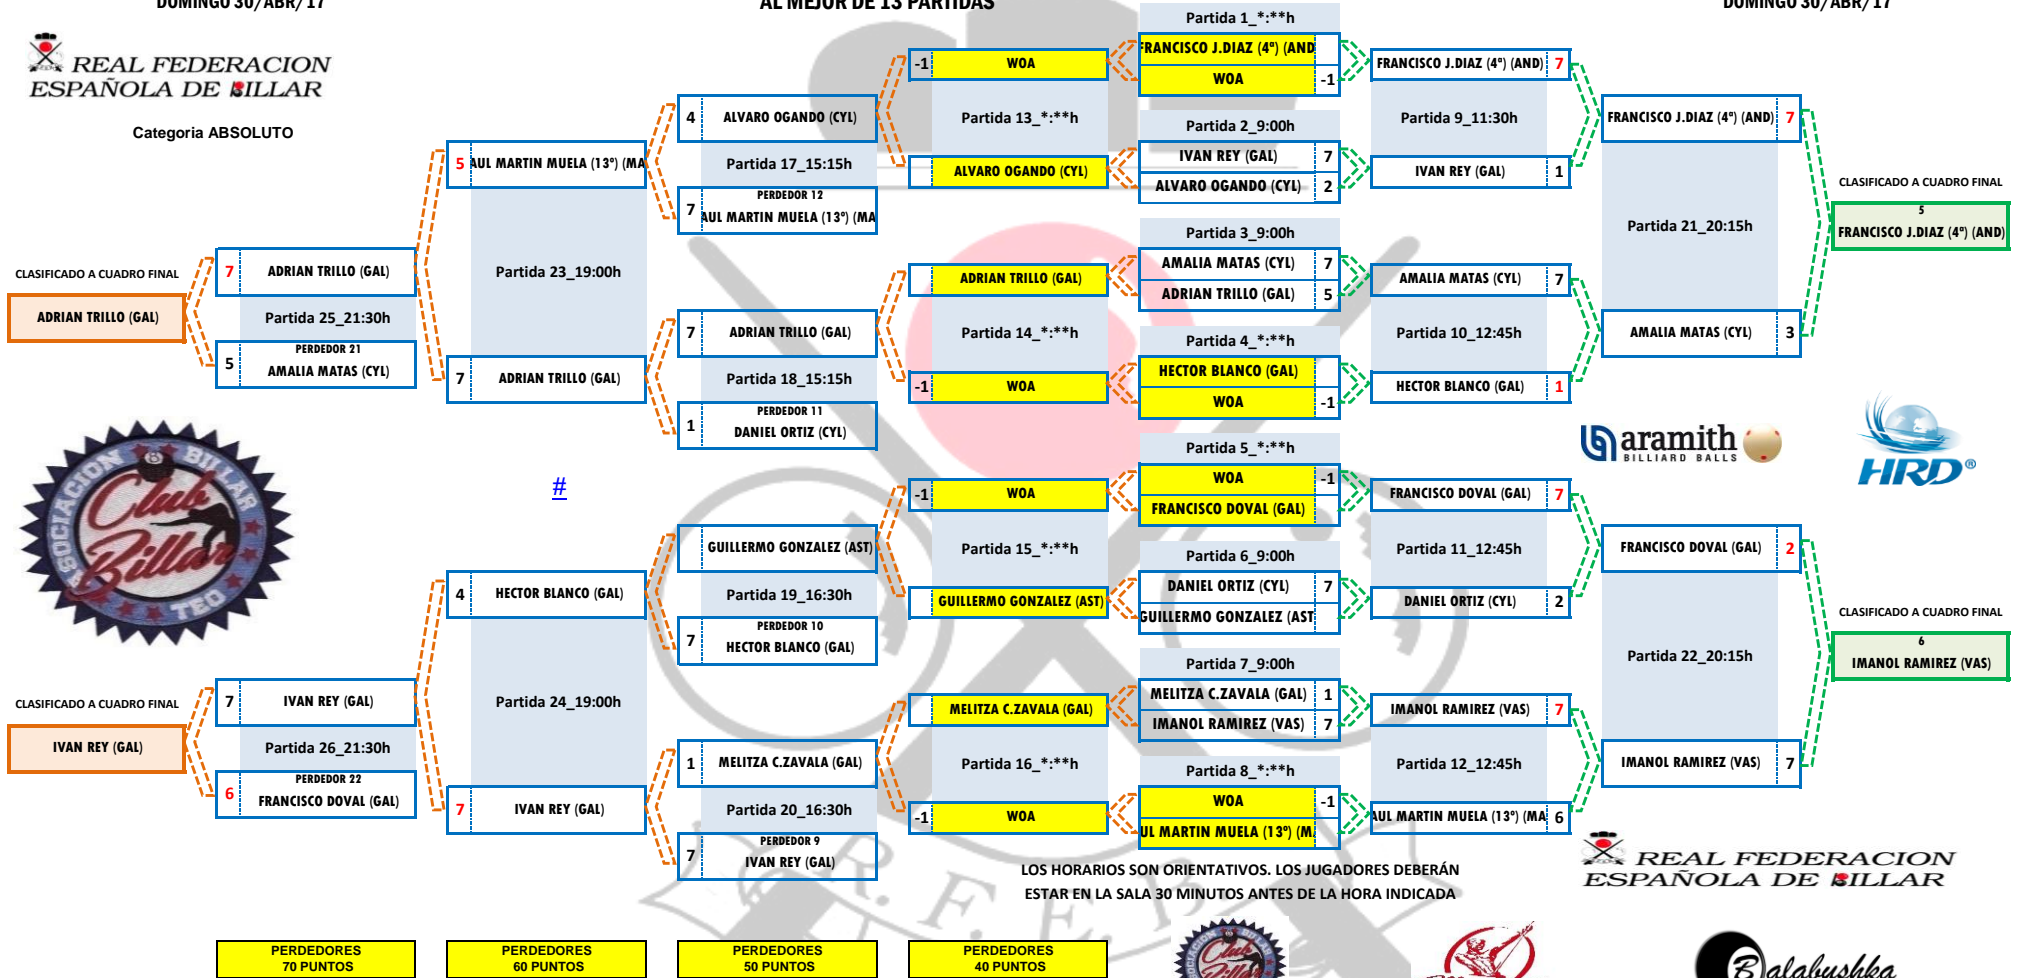 DOMINGO 30/ABR/17
AL MEJOR DE 13 PARTIDAS
DOMINGO 30/ABR/17
REAL FEDERACION
ESPAÑOLA DE BILLAR
Categoria ABSOLUTO
CLASIFICADO A CUADRO FINAL
ADRIAN TRILLO (GAL)
7 ADRIAN TRILLO (GAL)
Partida 25_21:30h
PERDEDOR 21
5 AMALIA MATAS (CYL)
ASOCIACION BILLAR
Club
Billar
TEO
CLASIFICADO A CUADRO FINAL
IVAN REY (GAL)
7 IVAN REY (GAL)
Partida 26_21:30h
PERDEDOR 22
6 FRANCISCO DOVAL (GAL)
5 AUL MARTIN MUELA (13º) (MA
Partida 23_19:00h
7 ADRIAN TRILLO (GAL)
#
4 HECTOR BLANCO (GAL)
Partida 24_19:00h
7 IVAN REY (GAL)
4 ALVARO OGANDO (CYL)
Partida 17_15:15h
PERDEDOR 12
7 AUL MARTIN MUELA (13º) (MA
7 ADRIAN TRILLO (GAL)
Partida 18_15:15h
PERDEDOR 11
1 DANIEL ORTIZ (CYL)
GUILLERMO GONZALEZ (AST)
Partida 19_16:30h
PERDEDOR 10
7 HECTOR BLANCO (GAL)
1 MELITZA C.ZAVALA (GAL)
Partida 20_16:30h
PERDEDOR 9
7 IVAN REY (GAL)
-1 WOA
Partida 13_*:**h
ALVARO OGANDO (CYL)
ADRIAN TRILLO (GAL)
Partida 14_*:**h
-1 WOA
-1 WOA
Partida 15_*:**h
GUILLERMO GONZALEZ (AST)
MELITZA C.ZAVALA (GAL)
Partida 16_*:**h
-1 WOA
Partida 1_*:**h
FRANCISCO J.DIAZ (4º) (AND
WOA -1
Partida 2_9:00h
IVAN REY (GAL) 7
ALVARO OGANDO (CYL) 2
Partida 3_9:00h
AMALIA MATAS (CYL) 7
ADRIAN TRILLO (GAL) 5
Partida 4_*:**h
HECTOR BLANCO (GAL)
WOA -1
Partida 5_*:**h
WOA -1
FRANCISCO DOVAL (GAL)
Partida 6_9:00h
DANIEL ORTIZ (CYL) 7
GUILLERMO GONZALEZ (AST
Partida 7_9:00h
MELITZA C.ZAVALA (GAL) 1
IMANOL RAMIREZ (VAS) 7
Partida 8_*:**h
WOA -1
UL MARTIN MUELA (13º) (M
FRANCISCO J.DIAZ (4º) (AND) 7
Partida 9_11:30h
IVAN REY (GAL) 1
AMALIA MATAS (CYL) 7
Partida 10_12:45h
HECTOR BLANCO (GAL) 1
FRANCISCO DOVAL (GAL) 7
Partida 11_12:45h
DANIEL ORTIZ (CYL) 2
IMANOL RAMIREZ (VAS) 7
Partida 12_12:45h
AUL MARTIN MUELA (13º) (MA 6
FRANCISCO J.DIAZ (4º) (AND) 7
Partida 21_20:15h
AMALIA MATAS (CYL) 3
aramith
BILLIARD BALLS
HRD®
FRANCISCO DOVAL (GAL) 2
Partida 22_20:15h
IMANOL RAMIREZ (VAS) 7
CLASIFICADO A CUADRO FINAL
5
FRANCISCO J.DIAZ (4º) (AND)
CLASIFICADO A CUADRO FINAL
6
IMANOL RAMIREZ (VAS)
R.F.E.B.
LOS HORARIOS SON ORIENTATIVOS. LOS JUGADORES DEBERÁN
ESTAR EN LA SALA 30 MINUTOS ANTES DE LA HORA INDICADA
REAL FEDERACION
ESPAÑOLA DE BILLAR
PERDEDORES
70 PUNTOS
PERDEDORES
60 PUNTOS
PERDEDORES
50 PUNTOS
PERDEDORES
40 PUNTOS
Club
Balabushka